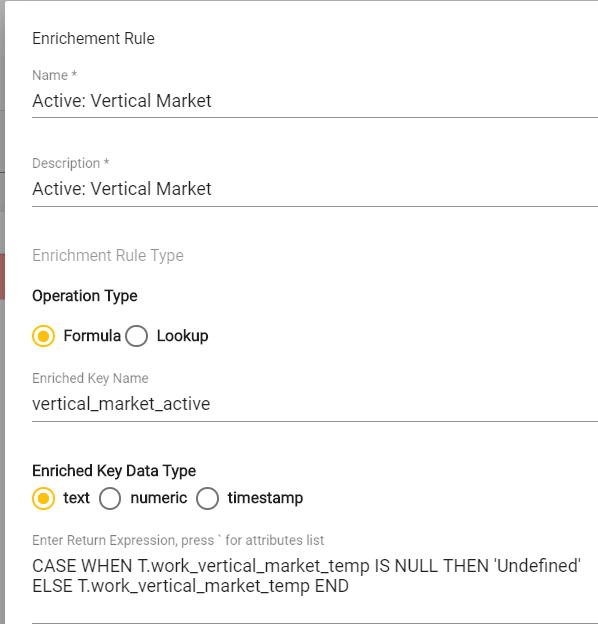 Enrichement Rule
Name *
Active: Vertical Market
Description *
Active: Vertical Market
Enrichment Rule Type
Operation Type
Formula Lookup
Enriched Key Name
vertical_market_active
Enriched Key Data Type
text numeric timestamp
Enter Return Expression, press ` for attributes list
CASE WHEN T.work_vertical_market_temp IS NULL THEN 'Undefined'
ELSE T.work_vertical_market_temp END